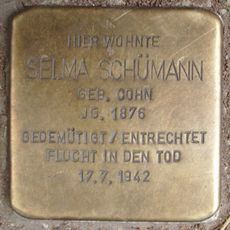 HIER WOHNTE
SELMA SCHÜMANN
GEB. COHN
JG. 1876
GEDEMÜTIGT / ENTRECHTET
FLUCHT IN DEN TOD
17.7.1942